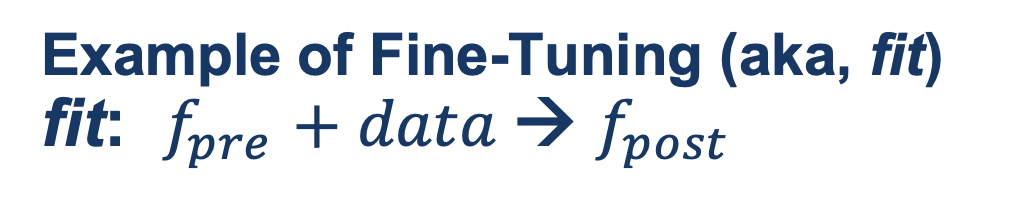 Example of Fine-Tuning (aka, fit)
fit: f_pre + data → f_post